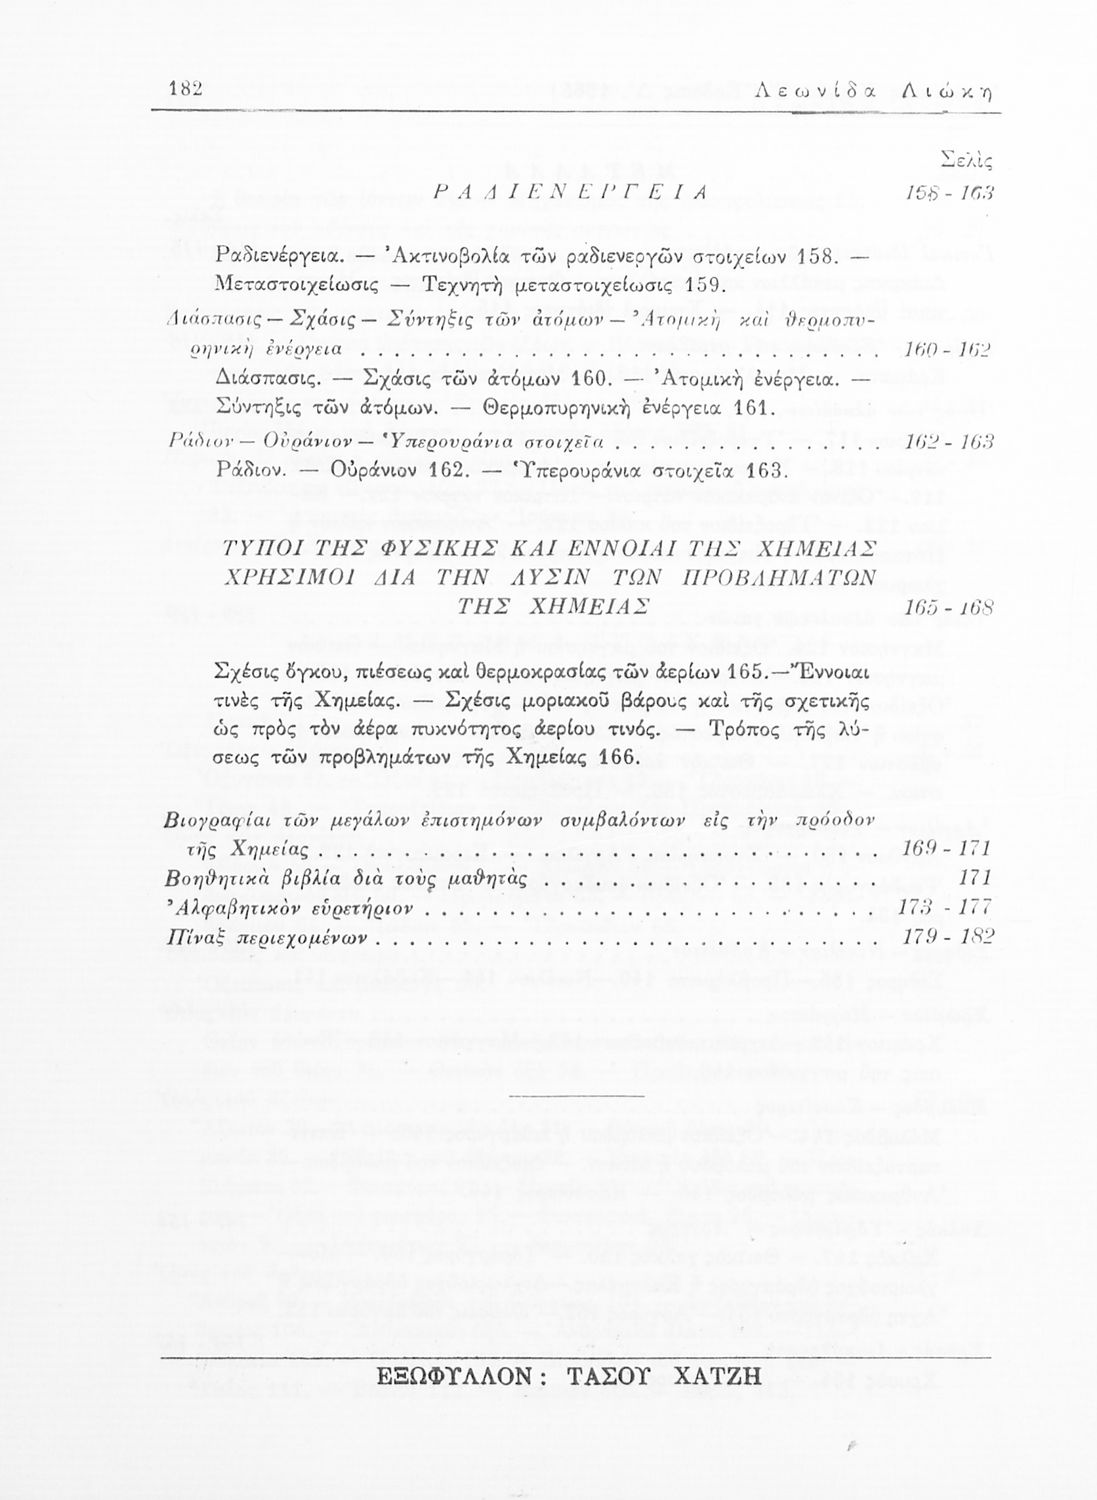 182 Λεωνίδα Λιώκη
Σελὶς
ΡΑΔΙΕΝΕΡΓΕΙΑ 158 - 163
Ραδιενέργεια. — Ἀκτινοβολία τῶν ραδιενεργῶν στοιχείων 158. —
Μεταστοιχείωσις — Τεχνητὴ μεταστοιχείωσις 159.
Διάσπασις — Σχάσις — Σύντηξις τῶν ἀτόμων — Ἀτομικὴ καὶ θερμοπυ-
ρηνικὴ ἐνέργεια . . . . . . . . . . . . . . . . . . . . . . . . . . . . . . 160 - 162
Διάσπασις. — Σχάσις τῶν ἀτόμων 160. — Ἀτομικὴ ἐνέργεια. —
Σύντηξις τῶν ἀτόμων. — Θερμοπυρηνικὴ ἐνέργεια 161.
Ράδιον — Οὐράνιον — Ὑπερουράνια στοιχεῖα . . . . . . . . . . . . . . . . 162 - 163
Ράδιον. — Οὐράνιον 162. — Ὑπερουράνια στοιχεῖα 163.
ΤΥΠΟΙ ΤΗΣ ΦΥΣΙΚΗΣ ΚΑΙ ΕΝΝΟΙΑΙ ΤΗΣ ΧΗΜΕΙΑΣ
ΧΡΗΣΙΜΟΙ ΔΙΑ ΤΗΝ ΛΥΣΙΝ ΤΩΝ ΠΡΟΒΛΗΜΑΤΩΝ
ΤΗΣ ΧΗΜΕΙΑΣ 165 - 168
Σχέσις ὄγκου, πιέσεως καὶ θερμοκρασίας τῶν ἀερίων 165.—Ἔννοιαι
τινὲς τῆς Χημείας. — Σχέσις μοριακοῦ βάρους καὶ τῆς σχετικῆς
ὡς πρὸς τὸν ἀέρα πυκνότητος ἀερίου τινός. — Τρόπος τῆς λύ-
σεως τῶν προβλημάτων τῆς Χημείας 166.
Βιογραφίαι τῶν μεγάλων ἐπιστημόνων συμβαλόντων εἰς τὴν πρόοδον
τῆς Χημείας . . . . . . . . . . . . . . . . . . . . . . . . . . . . . . . . 169 - 171
Βοηθητικὰ βιβλία διὰ τοὺς μαθητὰς . . . . . . . . . . . . . . . . . . . . 171
Ἀλφαβητικὸν εὑρετήριον . . . . . . . . . . . . . . . . . . . . . . . . . . 173 - 177
Πίναξ περιεχομένων . . . . . . . . . . . . . . . . . . . . . . . . . . . . . 179 - 182
ΕΞΩΦΥΛΛΟΝ : ΤΑΣΟΥ ΧΑΤΖΗ